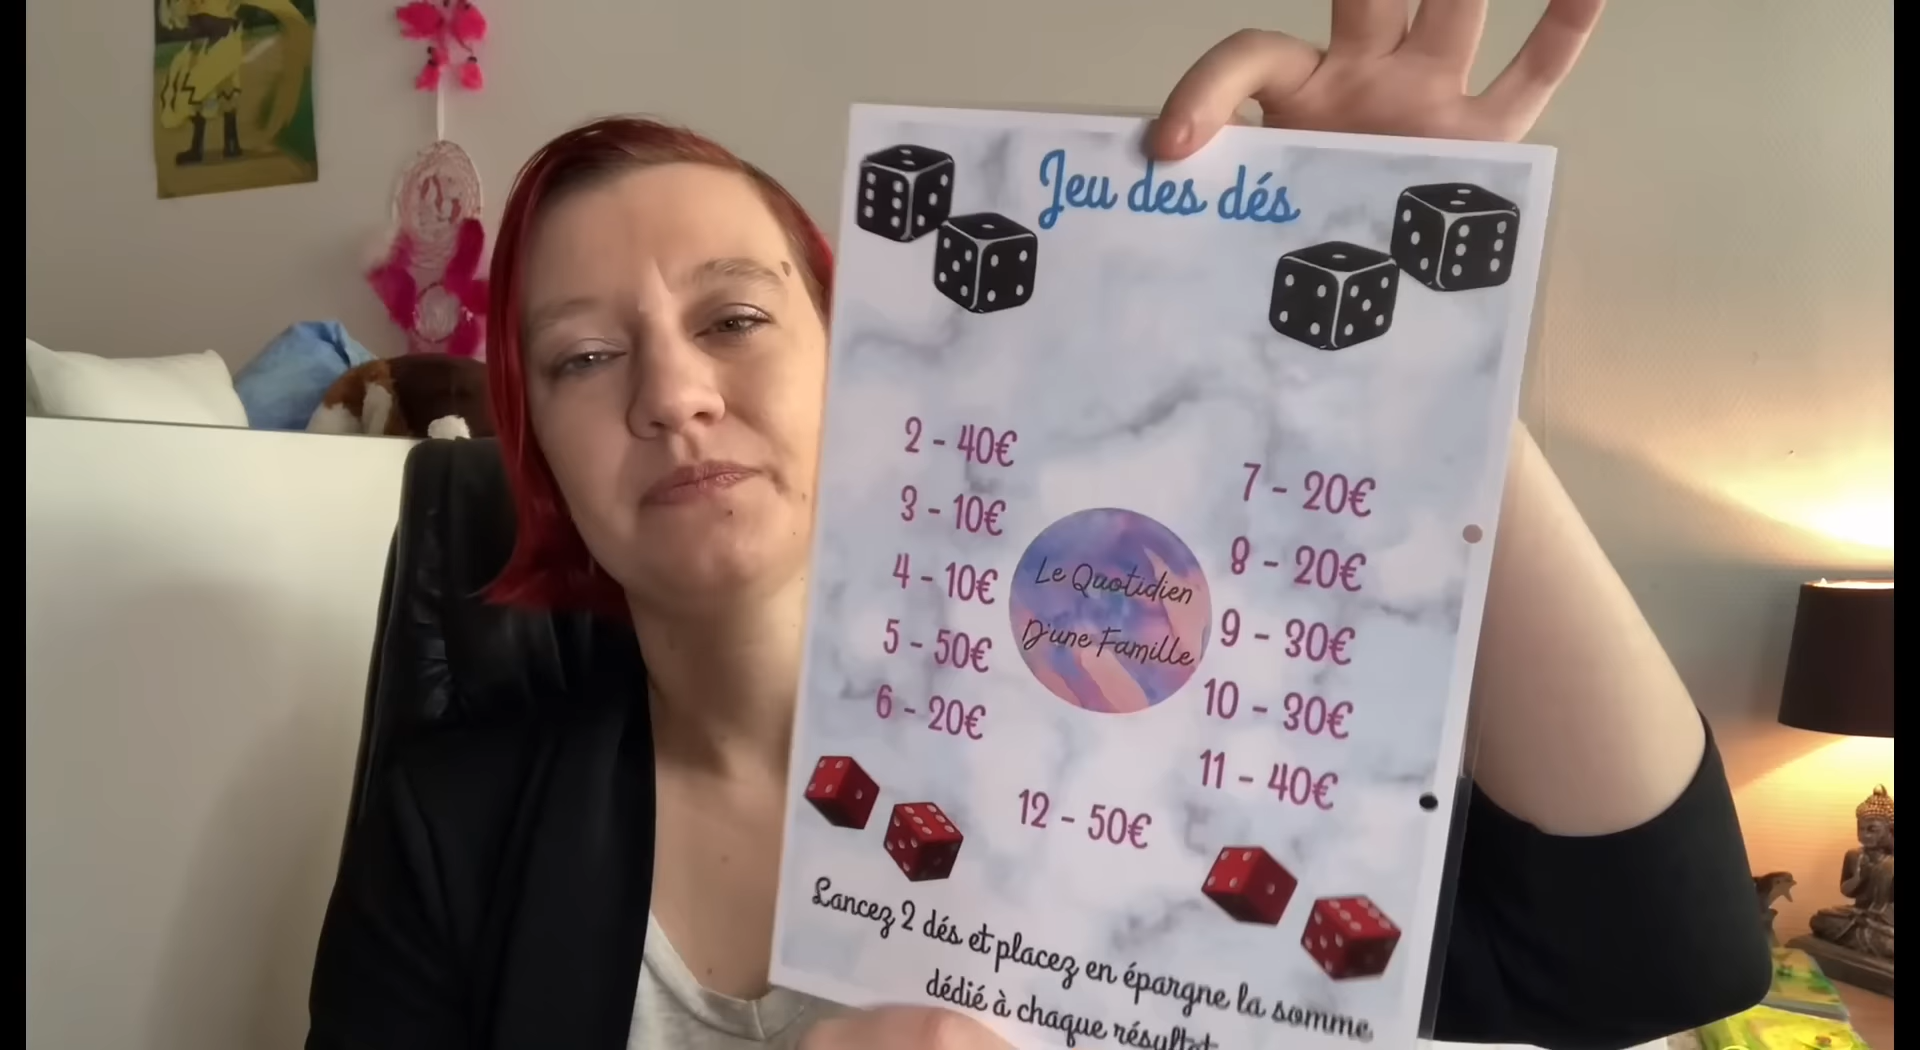 Jeu des dés
2 - 40€
3 - 10€
4 - 10€
5 - 50€
6 - 20€
Le Quotidien
D'une Famille
7 - 20€
8 - 20€
9 - 30€
10 - 30€
11 - 40€
12 - 50€
Lancez 2 dés et placez en épargne la somme
dédié à chaque résultat